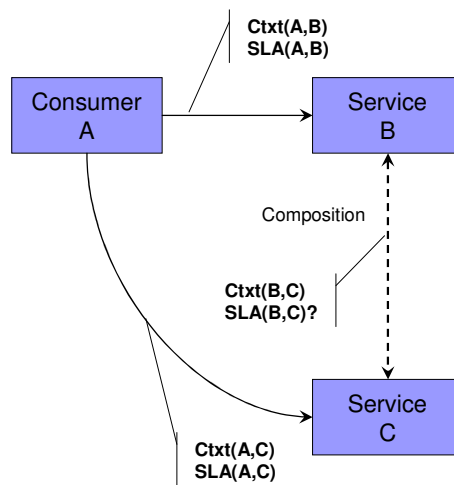 Ctxt(A,B)
SLA(A,B)
Consumer
A
Service
B
Composition
Ctxt(B,C)
SLA(B,C)?
Service
C
Ctxt(A,C)
SLA(A,C)